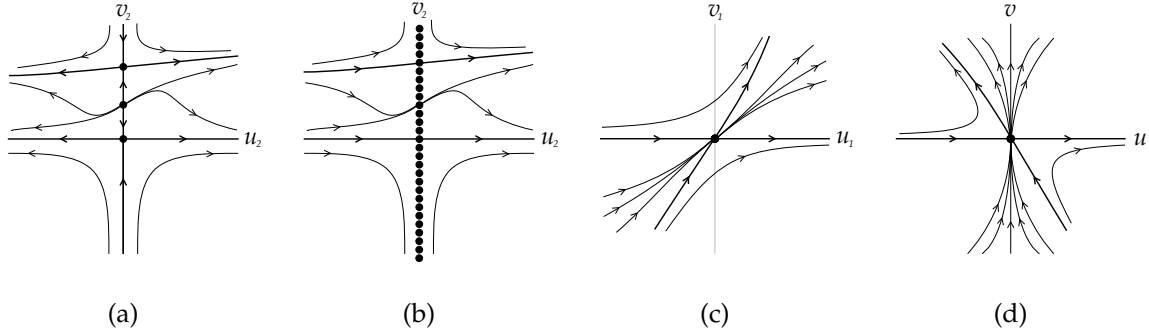 v₂ v₂ v₁ v
u₂ u₂ u₁ u
(a) (b) (c) (d)